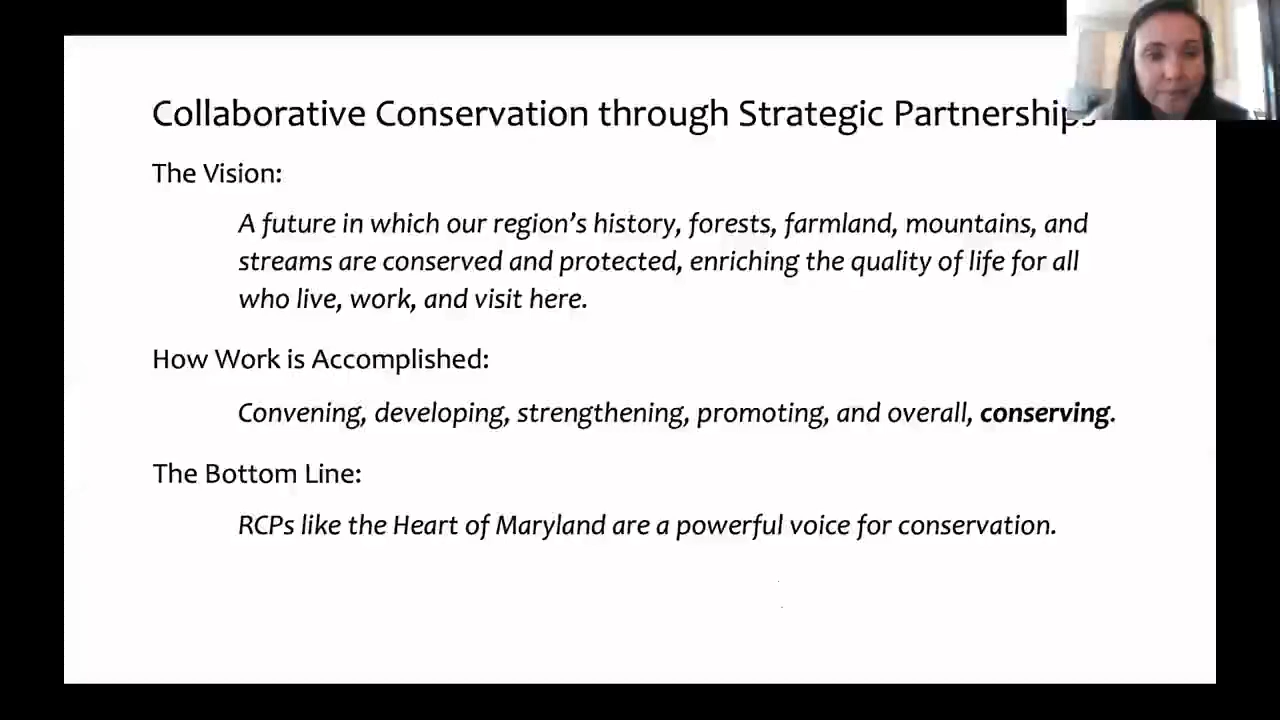 Collaborative Conservation through Strategic Partnerships
The Vision:
A future in which our region's history, forests, farmland, mountains, and
streams are conserved and protected, enriching the quality of life for all
who live, work, and visit here.
How Work is Accomplished:
Convening, developing, strengthening, promoting, and overall, conserving.
The Bottom Line:
RCPs like the Heart of Maryland are a powerful voice for conservation.